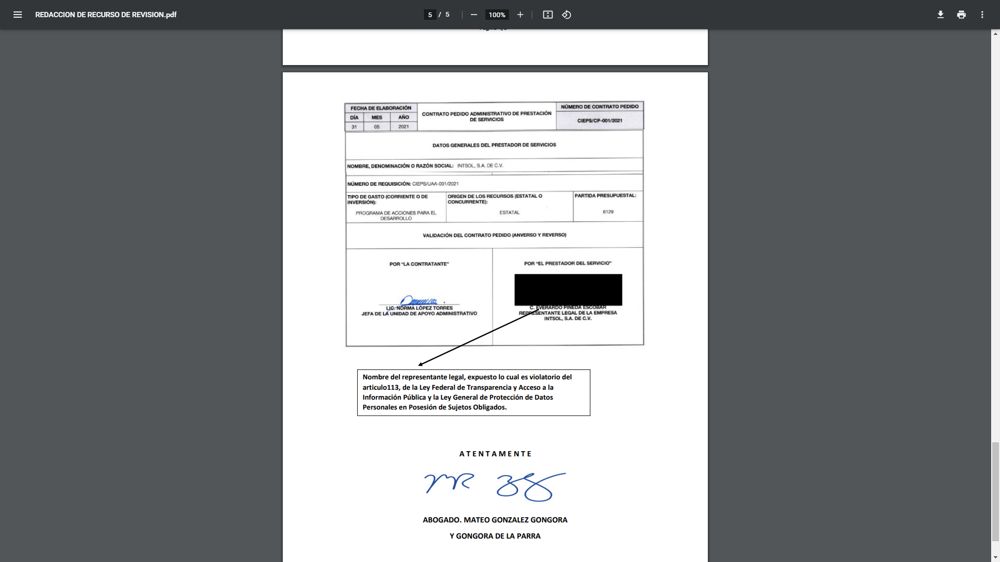 REDACCION DE RECURSO DE REVISION.pdf
5 / 5
100%
FECHA DE ELABORACIÓN
DÍA MES AÑO
31 05 2021
CONTRATO PEDIDO ADMINISTRATIVO DE PRESTACIÓN
DE SERVICIOS
NÚMERO DE CONTRATO PEDIDO
CIEPS/CP-001/2021
DATOS GENERALES DEL PRESTADOR DE SERVICIOS
NOMBRE, DENOMINACIÓN O RAZÓN SOCIAL: INTSOL, S.A. DE C.V.
NÚMERO DE REQUISICIÓN: CIEPS/UAA-001/2021
TIPO DE GASTO (CORRIENTE O DE
INVERSIÓN):
PROGRAMA DE ACCIONES PARA EL
DESARROLLO
ORIGEN DE LOS RECURSOS (ESTATAL O
CONCURRENTE):
ESTATAL
PARTIDA PRESUPUESTAL:
6129
VALIDACIÓN DEL CONTRATO PEDIDO (ANVERSO Y REVERSO)
POR "LA CONTRATANTE"
LIC. NORMA LÓPEZ TORRES
JEFA DE LA UNIDAD DE APOYO ADMINISTRATIVO
POR "EL PRESTADOR DEL SERVICIO"
C. EVERARDO PINEDA ESCOBAR
REPRESENTANTE LEGAL DE LA EMPRESA
INTSOL, S.A. DE C.V.
Nombre del representante legal, expuesto lo cual es violatorio del
articulo113, de la Ley Federal de Transparencia y Acceso a la
Información Pública y la Ley General de Protección de Datos
Personales en Posesión de Sujetos Obligados.
A T E N T A M E N T E
ABOGADO. MATEO GONZALEZ GONGORA
Y GONGORA DE LA PARRA